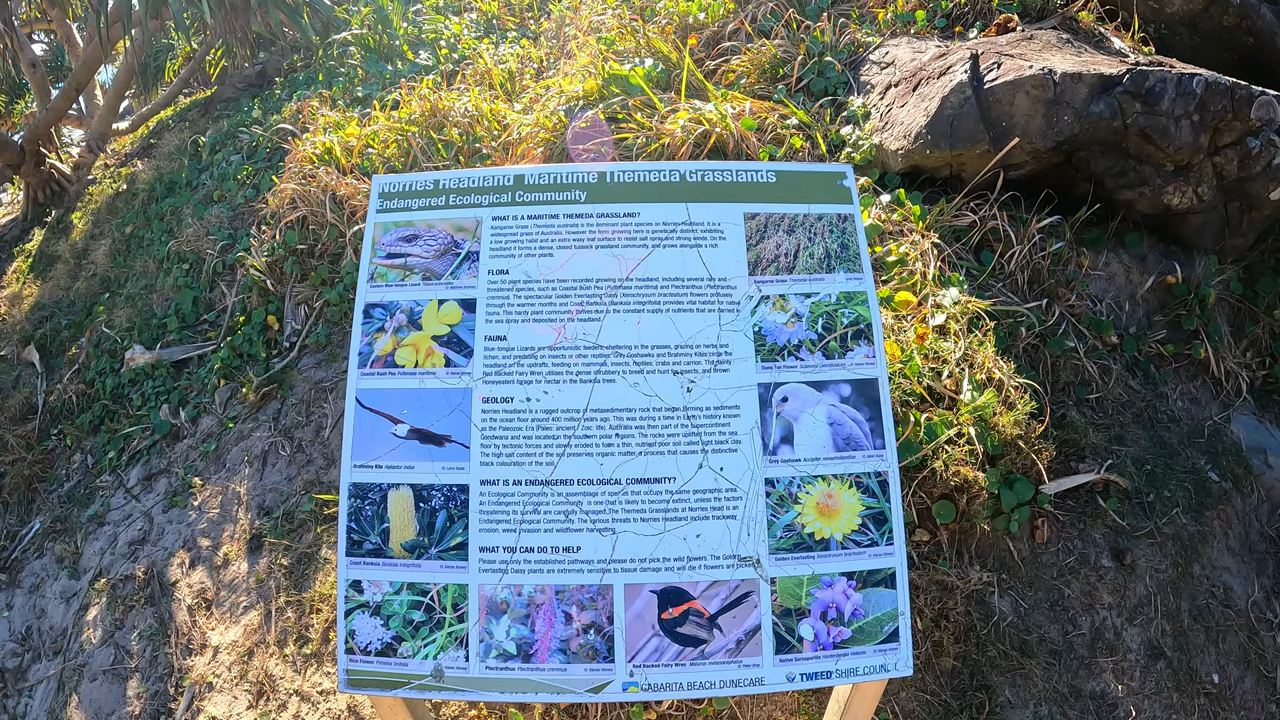 Norries Headland Maritime Themeda Grasslands
Endangered Ecological Community
WHAT IS A MARITIME THEMEDA GRASSLAND?
Kangaroo Grass (Themeda australis) is the dominant plant species on Norries Headland. It is a
widespread grass of Australia. However the form growing here is genetically distinct, exhibiting
a low growing habit and an extra waxy leaf surface to resist salt spray and strong winds. On the
headland it forms a dense, closed tussock grassland community, and grows alongside a rich
community of other plants.
FLORA
Over 50 plant species have been recorded growing on the headland, including several rare and
threatened species, such as Coastal Bush Pea (Pultenaea maritima) and Plectranthus (Plectranthus
cremnus). The spectacular Golden Everlasting Daisy (Xerochrysum bracteatum) flowers profusely
through the warmer months and Coast Banksia (Banksia integrifolia) provides vital habitat for native
fauna. This hardy plant community thrives due to the constant supply of nutrients that are carried in
the sea spray and deposited on the headland.
FAUNA
Blue-tongue Lizards are opportunistic feeders, sheltering in the grasses, grazing on herbs and
lichen, and predating on insects or other reptiles. Grey Goshawks and Brahminy Kites circle the
headland on the updrafts, feeding on mammals, insects, reptiles, crabs and carrion. The dainty
Red Backed Fairy Wren utilises the dense shrubbery to breed and hunt for insects, and Brown
Honeyeaters forage for nectar in the Banksia trees.
GEOLOGY
Norries Headland is a rugged outcrop of metasedimentary rock that began forming as sediments
on the ocean floor around 400 million years ago. This was during a time in Earth's history known
as the Paleozoic Era (Paleo: ancient / Zoic: life). Australia was then part of the supercontinent
Gondwana and was located in the southern polar regions. The rocks were uplifted from the sea
floor by tectonic forces and slowly eroded to form a thin, nutrient poor soil called light black clay.
The high salt content of the soil preserves organic matter, a process that causes the distinctive
black colouration of the soil.
WHAT IS AN ENDANGERED ECOLOGICAL COMMUNITY?
An Ecological Community is an assemblage of species that occupy the same geographic area.
An Endangered Ecological Community is one that is likely to become extinct, unless the factors
threatening its survival are carefully managed. The Themeda Grasslands at Norries Head is an
Endangered Ecological Community. The various threats to Norries Headland include trackway
erosion, weed invasion and wildflower harvesting.
WHAT YOU CAN DO TO HELP
Please use only the established pathways and please do not pick the wild flowers. The Golden
Everlasting Daisy plants are extremely sensitive to tissue damage and will die if flowers are picked.
Eastern Blue-tongue Lizard Tiliqua scincoides
Coastal Bush Pea Pultenaea maritima © Kieran Kinney
Brahminy Kite Haliastur indus © Larry Dunis
Coast Banksia Banksia integrifolia © Kieran Kinney
Rice Flower Pimelea linifolia © Kieran Kinney
Plectranthus Plectranthus cremnus © Kieran Kinney
Red Backed Fairy Wren Malurus melanocephalus © Peter
Kangaroo Grass Themeda australis
Dune Fan Flower Scaevola calendulacea © Kieran Kinney
Grey Goshawk Accipiter novaehollandiae
Golden Everlasting Xerochrysum bracteatum © Kieran Kinney
Native Sarsaparilla Hardenbergia violacea © Kieran Kinney
CABARITA BEACH DUNECARE
TWEED SHIRE COUNCIL